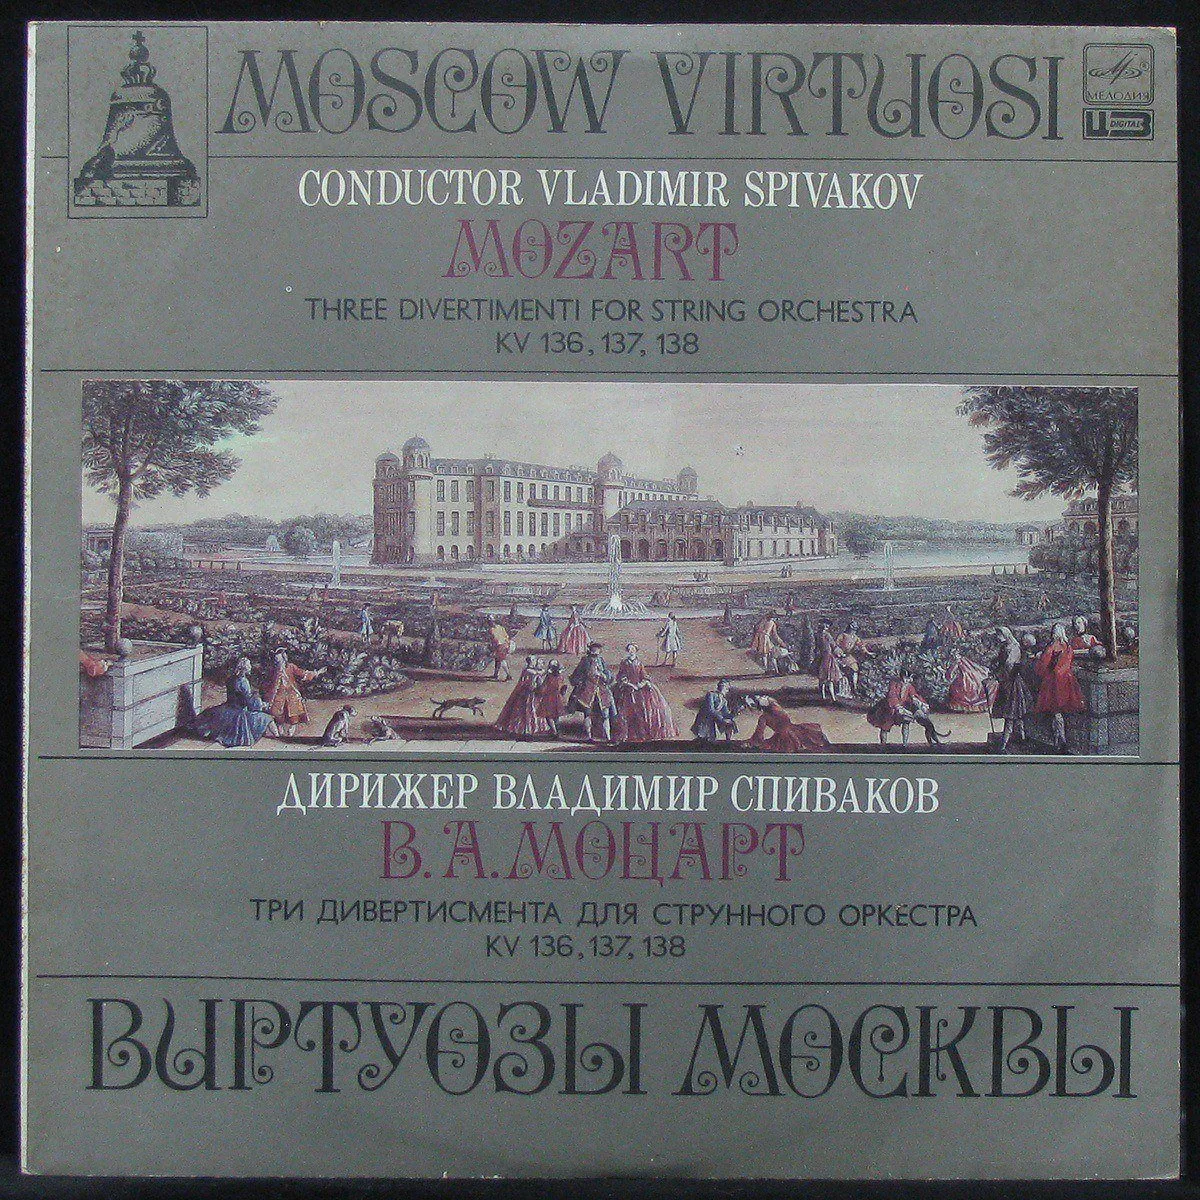 MOSCOW VIRTUOSI
МЕЛОДИЯ
Ц DIGITAL
CONDUCTOR VLADIMIR SPIVAKOV
MOZART
THREE DIVERTIMENTI FOR STRING ORCHESTRA
KV 136, 137, 138
ДИРИЖЕР ВЛАДИМИР СПИВАКОВ
В. А. МОЦАРТ
ТРИ ДИВЕРТИСМЕНТА ДЛЯ СТРУННОГО ОРКЕСТРА
KV 136, 137, 138
ВИРТУОЗЫ МОСКВЫ